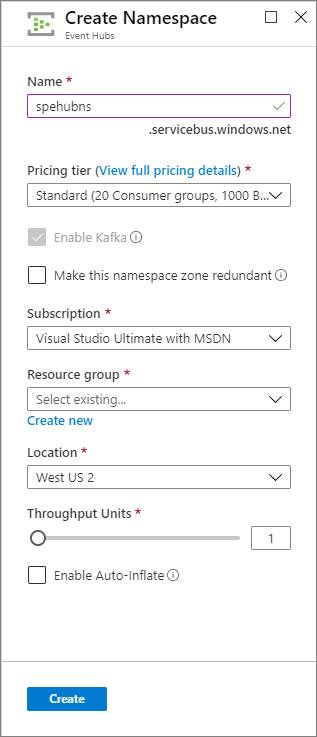 Create Namespace
Event Hubs
Name *
spehubns
.servicebus.windows.net
Pricing tier (View full pricing details) *
Standard (20 Consumer groups, 1000 B...
Enable Kafka
Make this namespace zone redundant
Subscription *
Visual Studio Ultimate with MSDN
Resource group *
Select existing...
Create new
Location *
West US 2
Throughput Units *
1
Enable Auto-Inflate
Create